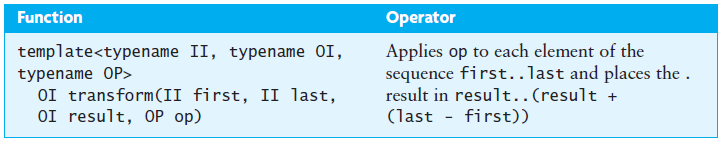 Function Operator
template<typename II, typename OI,
typename OP>
OI transform(II first, II last,
OI result, OP op)
Applies op to each element of the
sequence first..last and places the .
result in result..(result +
(last - first))